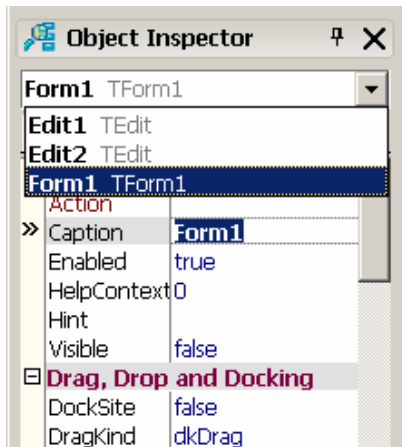 Object Inspector
Form1 TForm1
Edit1 TEdit
Edit2 TEdit
Form1 TForm1
Action
Caption Form1
Enabled true
HelpContext 0
Hint
Visible false
Drag, Drop and Docking
DockSite false
DragKind dkDrag